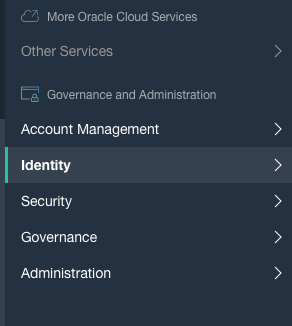 More Oracle Cloud Services
Other Services
Governance and Administration
Account Management
Identity
Security
Governance
Administration